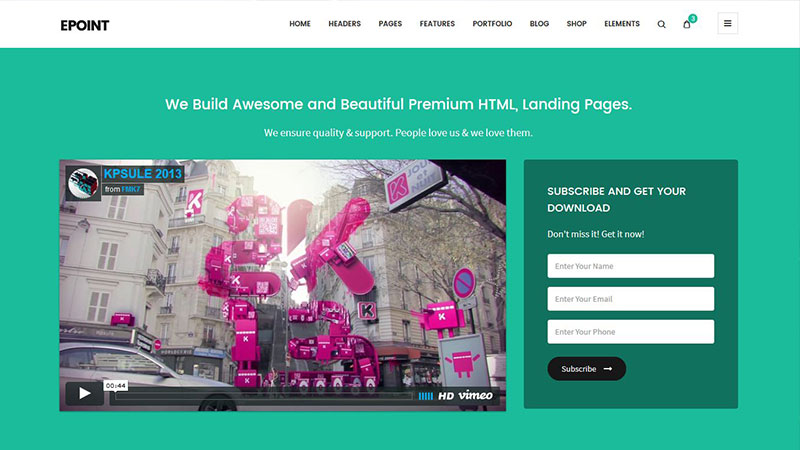 EPOINT
HOME HEADERS PAGES FEATURES PORTFOLIO BLOG SHOP ELEMENTS
3
We Build Awesome and Beautiful Premium HTML, Landing Pages.
We ensure quality & support. People love us & we love them.
KPSULE 2013
from FMK7
K
K
K
K
00:44
HD vimeo
SUBSCRIBE AND GET YOUR
DOWNLOAD
Don't miss it! Get it now!
Enter Your Name
Enter Your Email
Enter Your Phone
Subscribe